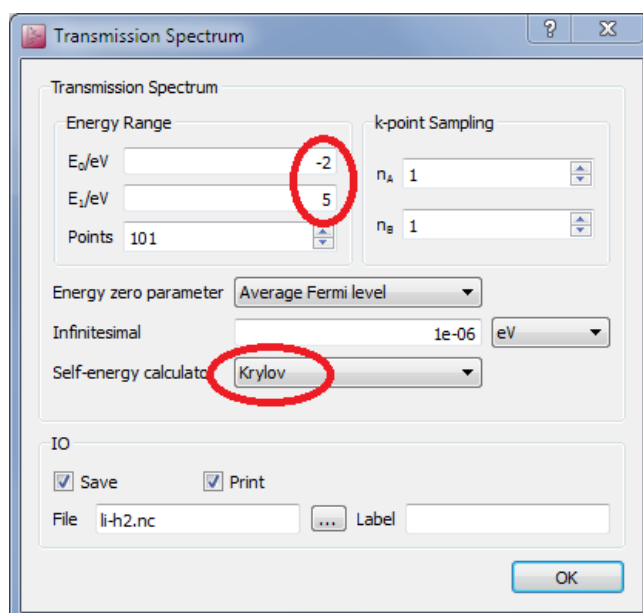 Transmission Spectrum
?
Transmission Spectrum
Energy Range
E₀/eV -2
E₁/eV 5
Points 101
k-point Sampling
nA 1
nB 1
Energy zero parameter Average Fermi level
Infinitesimal 1e-06 eV
Self-energy calculato Krylov
IO
Save Print
File li-h2.nc ... Label
OK